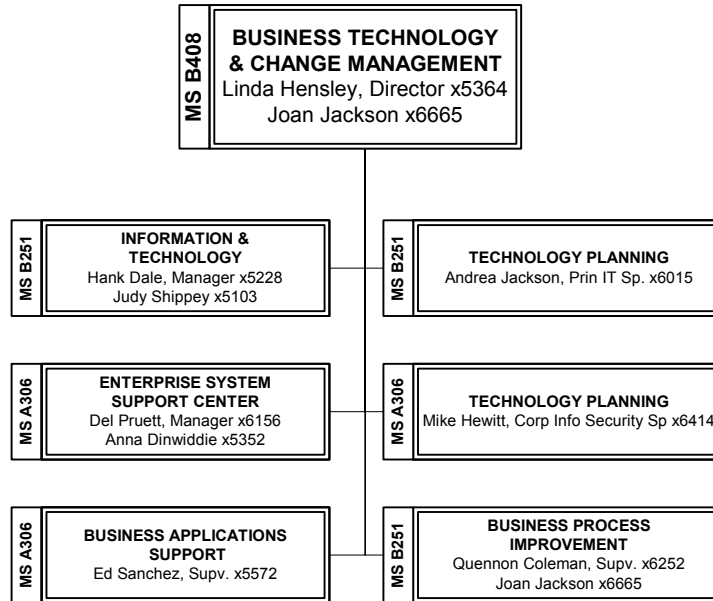 MS B408
BUSINESS TECHNOLOGY
& CHANGE MANAGEMENT
Linda Hensley, Director x5364
Joan Jackson x6665
MS B251
INFORMATION &
TECHNOLOGY
Hank Dale, Manager x5228
Judy Shippey x5103
MS B251
TECHNOLOGY PLANNING
Andrea Jackson, Prin IT Sp. x6015
MS A306
ENTERPRISE SYSTEM
SUPPORT CENTER
Del Pruett, Manager x6156
Anna Dinwiddie x5352
MS A306
TECHNOLOGY PLANNING
Mike Hewitt, Corp Info Security Sp x6414
MS A306
BUSINESS APPLICATIONS
SUPPORT
Ed Sanchez, Supv. x5572
MS B251
BUSINESS PROCESS
IMPROVEMENT
Quennon Coleman, Supv. x6252
Joan Jackson x6665